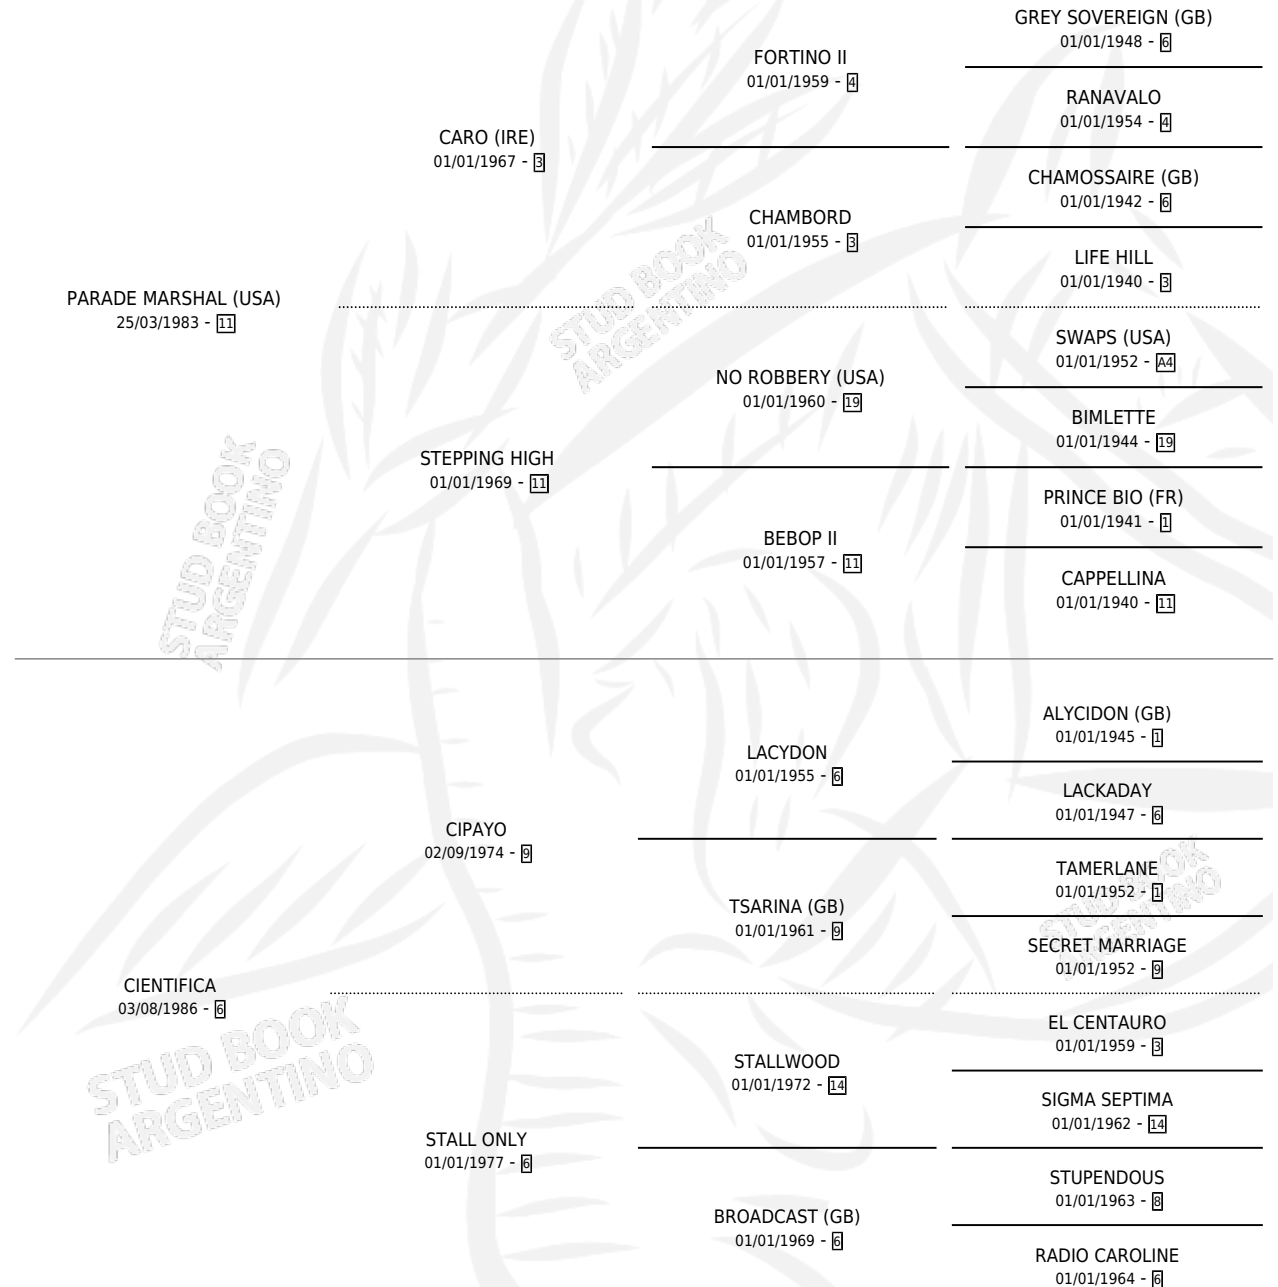 GREY SOVEREIGN (GB)
01/01/1948 - 6
FORTINO II
01/01/1959 - 4
RANAVALO
01/01/1954 - 4
CARO (IRE)
01/01/1967 - 3
CHAMOSSAIRE (GB)
01/01/1942 - 6
CHAMBORD
01/01/1955 - 3
LIFE HILL
01/01/1940 - 3
PARADE MARSHAL (USA)
25/03/1983 - 11
SWAPS (USA)
01/01/1952 - A4
NO ROBBERY (USA)
01/01/1960 - 19
BIMLETTE
01/01/1944 - 19
STEPPING HIGH
01/01/1969 - 11
PRINCE BIO (FR)
01/01/1941 - 1
BEBOP II
01/01/1957 - 11
CAPPELLINA
01/01/1940 - 11
STUD BOOK
ARGENTINO
STUD BOOK
ARGENTINO
ALYCIDON (GB)
01/01/1945 - 1
LACYDON
01/01/1955 - 6
LACKADAY
01/01/1947 - 6
CIPAYO
02/09/1974 - 9
TAMERLANE
01/01/1952 - 1
TSARINA (GB)
01/01/1961 - 9
SECRET MARRIAGE
01/01/1952 - 9
CIENTIFICA
03/08/1986 - 6
EL CENTAURO
01/01/1959 - 3
STALLWOOD
01/01/1972 - 14
SIGMA SEPTIMA
01/01/1962 - 14
STALL ONLY
01/01/1977 - 6
STUPENDOUS
01/01/1963 - 8
BROADCAST (GB)
01/01/1969 - 6
RADIO CAROLINE
01/01/1964 - 6
STUD BOOK
ARGENTINO
STUD BOOK
ARGENTINO